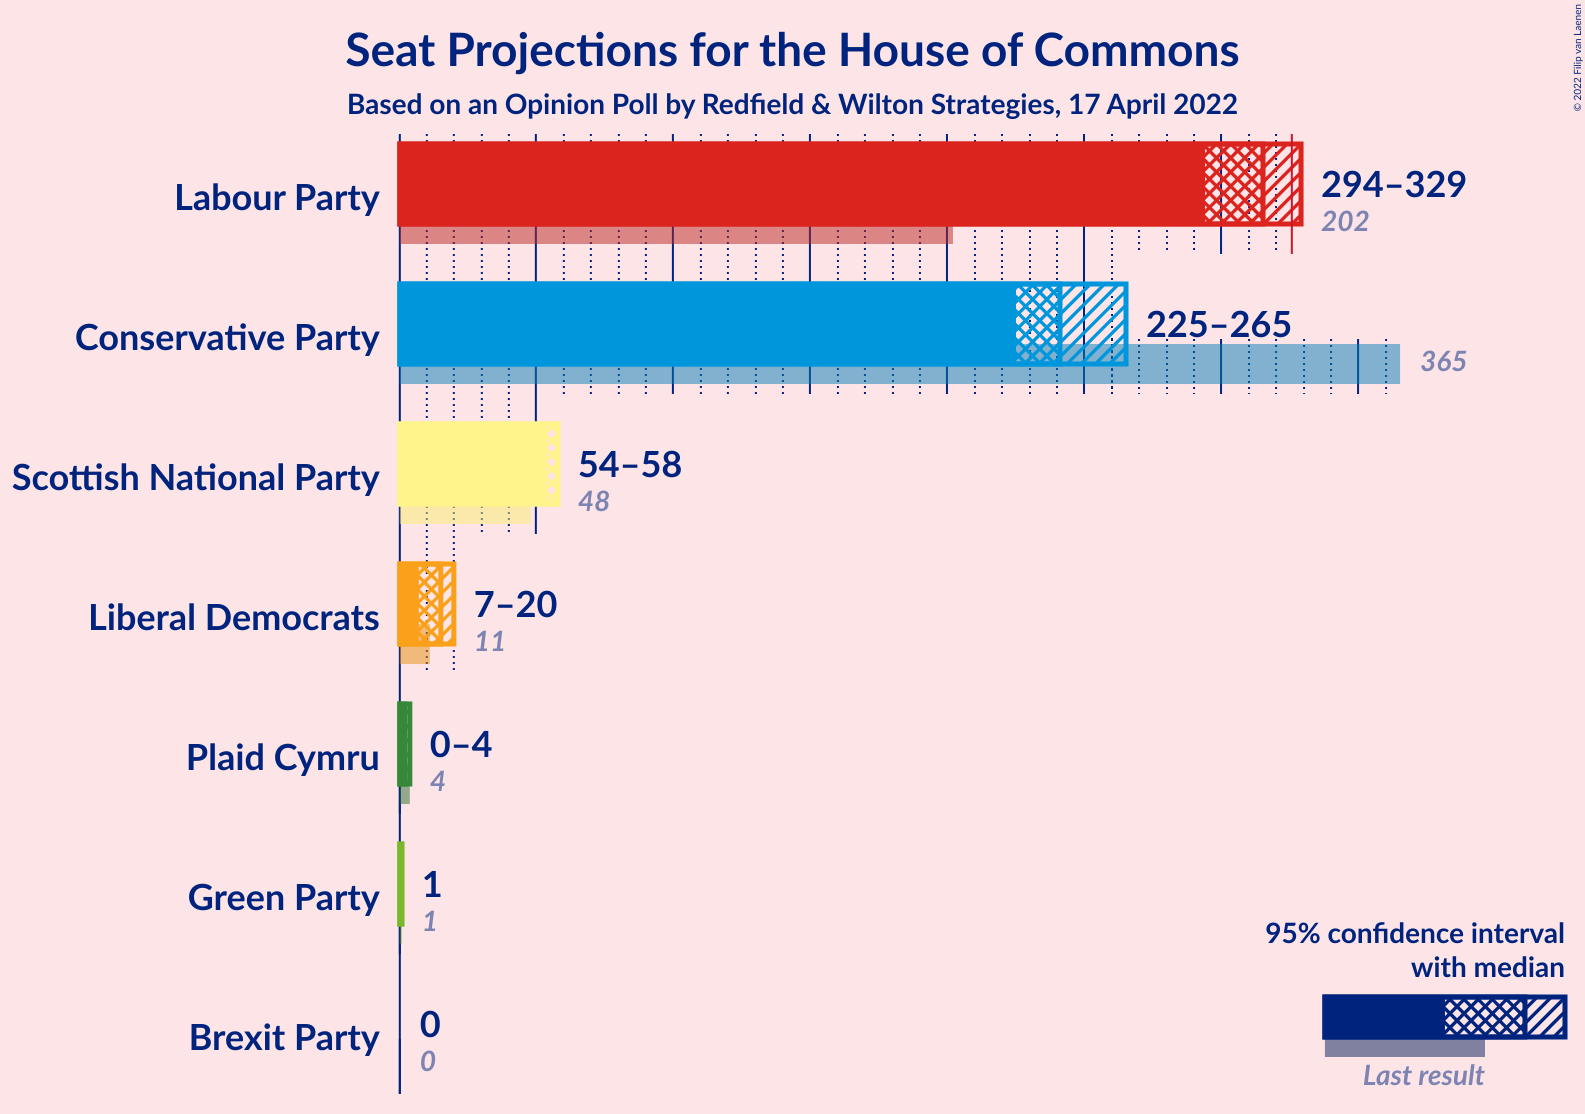 Seat Projections for the House of Commons
Based on an Opinion Poll by Redfield & Wilton Strategies, 17 April 2022
© 2022 Filip van Laenen
Labour Party
294–329
202
Conservative Party
225–265
365
Scottish National Party
54–58
48
Liberal Democrats
7–20
11
Plaid Cymru
0–4
4
Green Party
1
1
Brexit Party
0
0
95% confidence interval
with median
Last result